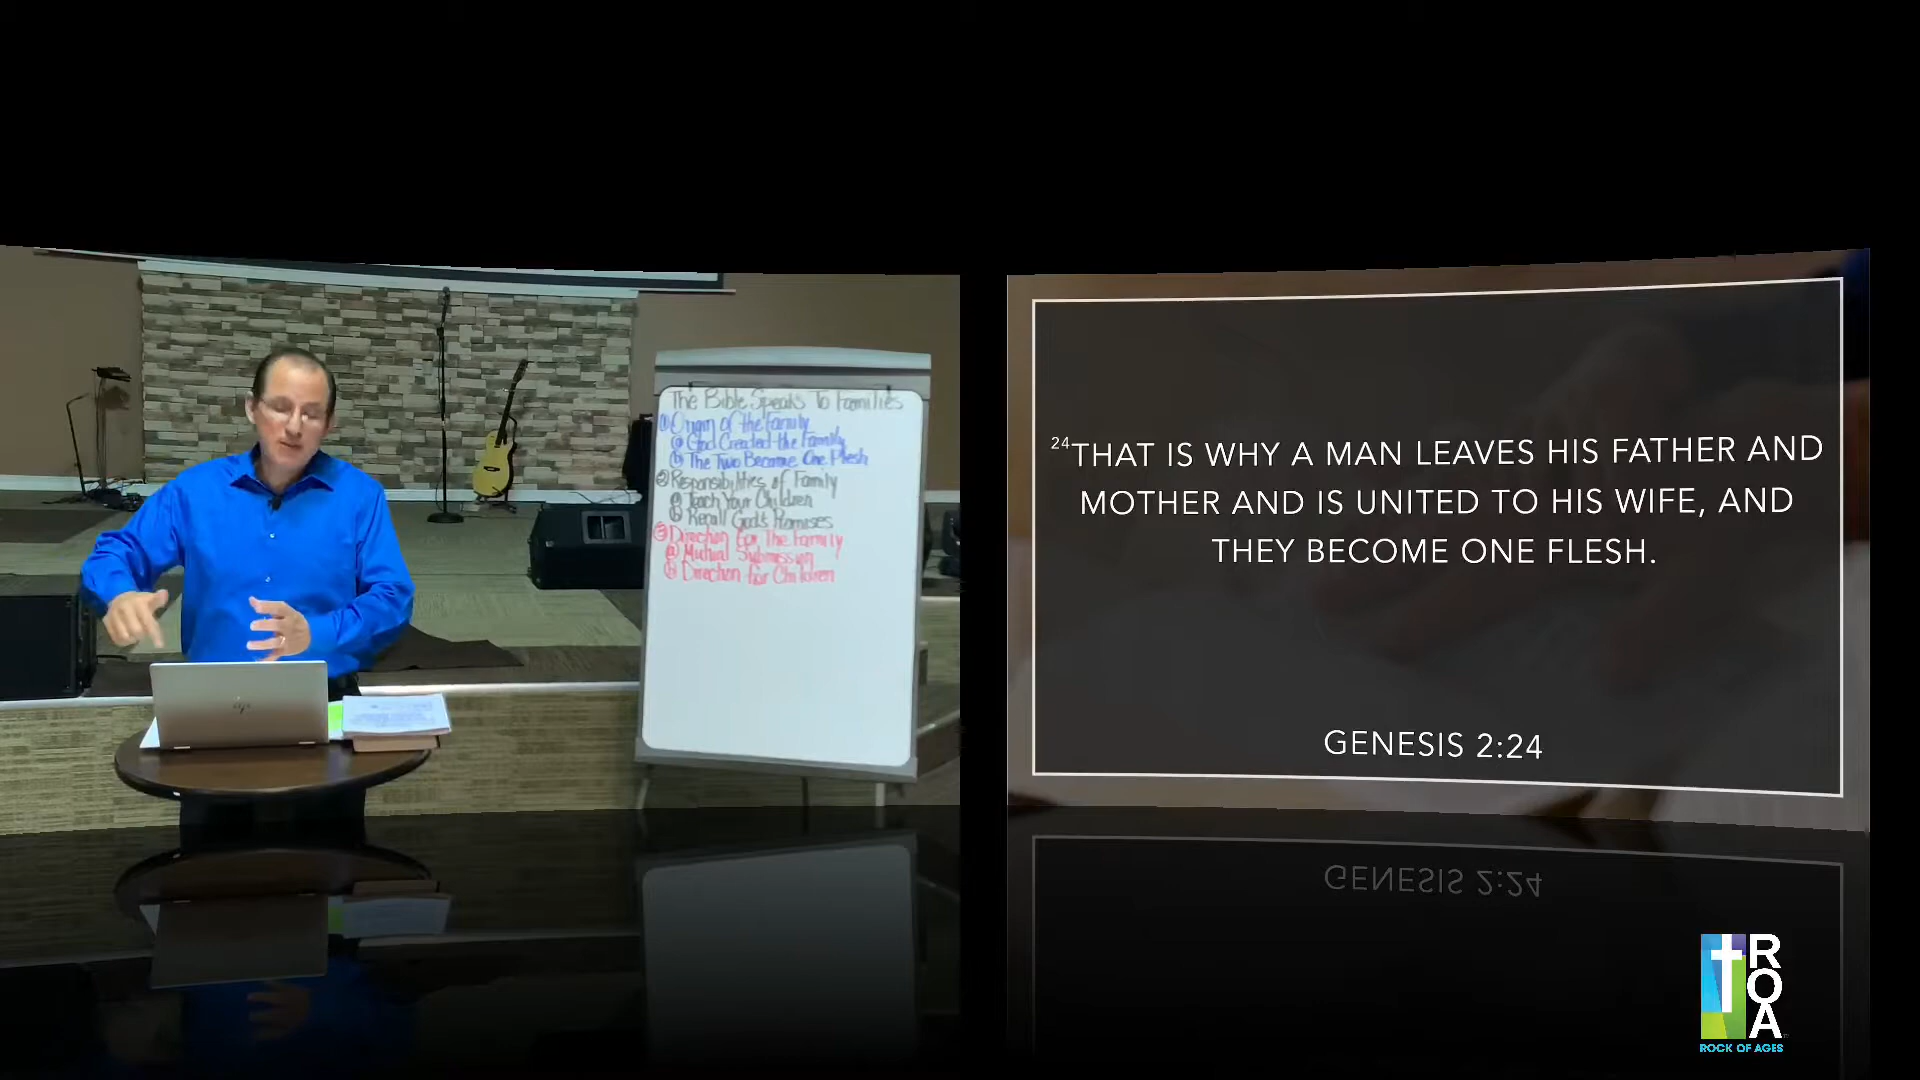 The Bible Speaks To Families
① Origin of the Family
ⓐ God Created the Family
ⓑ The Two Become One Flesh
② Responsibilities of Family
ⓐ Teach Your Children
ⓑ Recall God's Promises
③ Direction for The Family
ⓐ Mutual Submission
ⓑ Direction for Children
hp
24THAT IS WHY A MAN LEAVES HIS FATHER AND
MOTHER AND IS UNITED TO HIS WIFE, AND
THEY BECOME ONE FLESH.
GENESIS 2:24
GENESIS 2:24
ROA
ROCK OF AGES